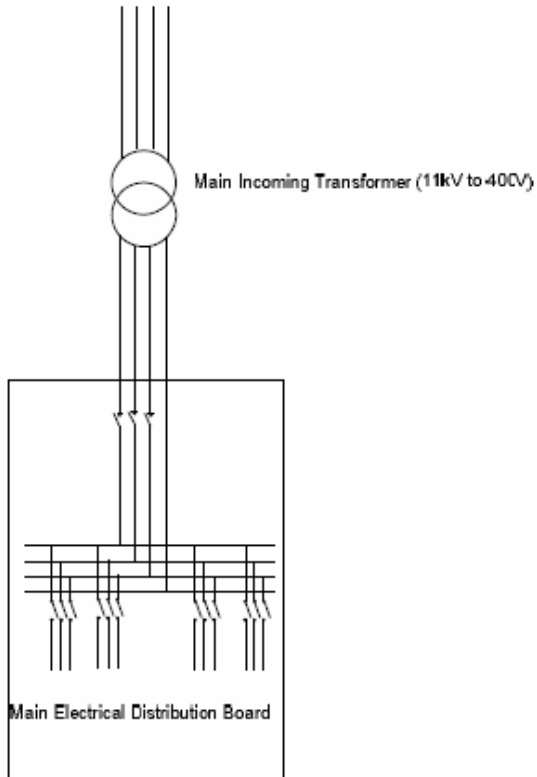 Main Incoming Transformer (11kV to 400V)
Main Electrical Distribution Board